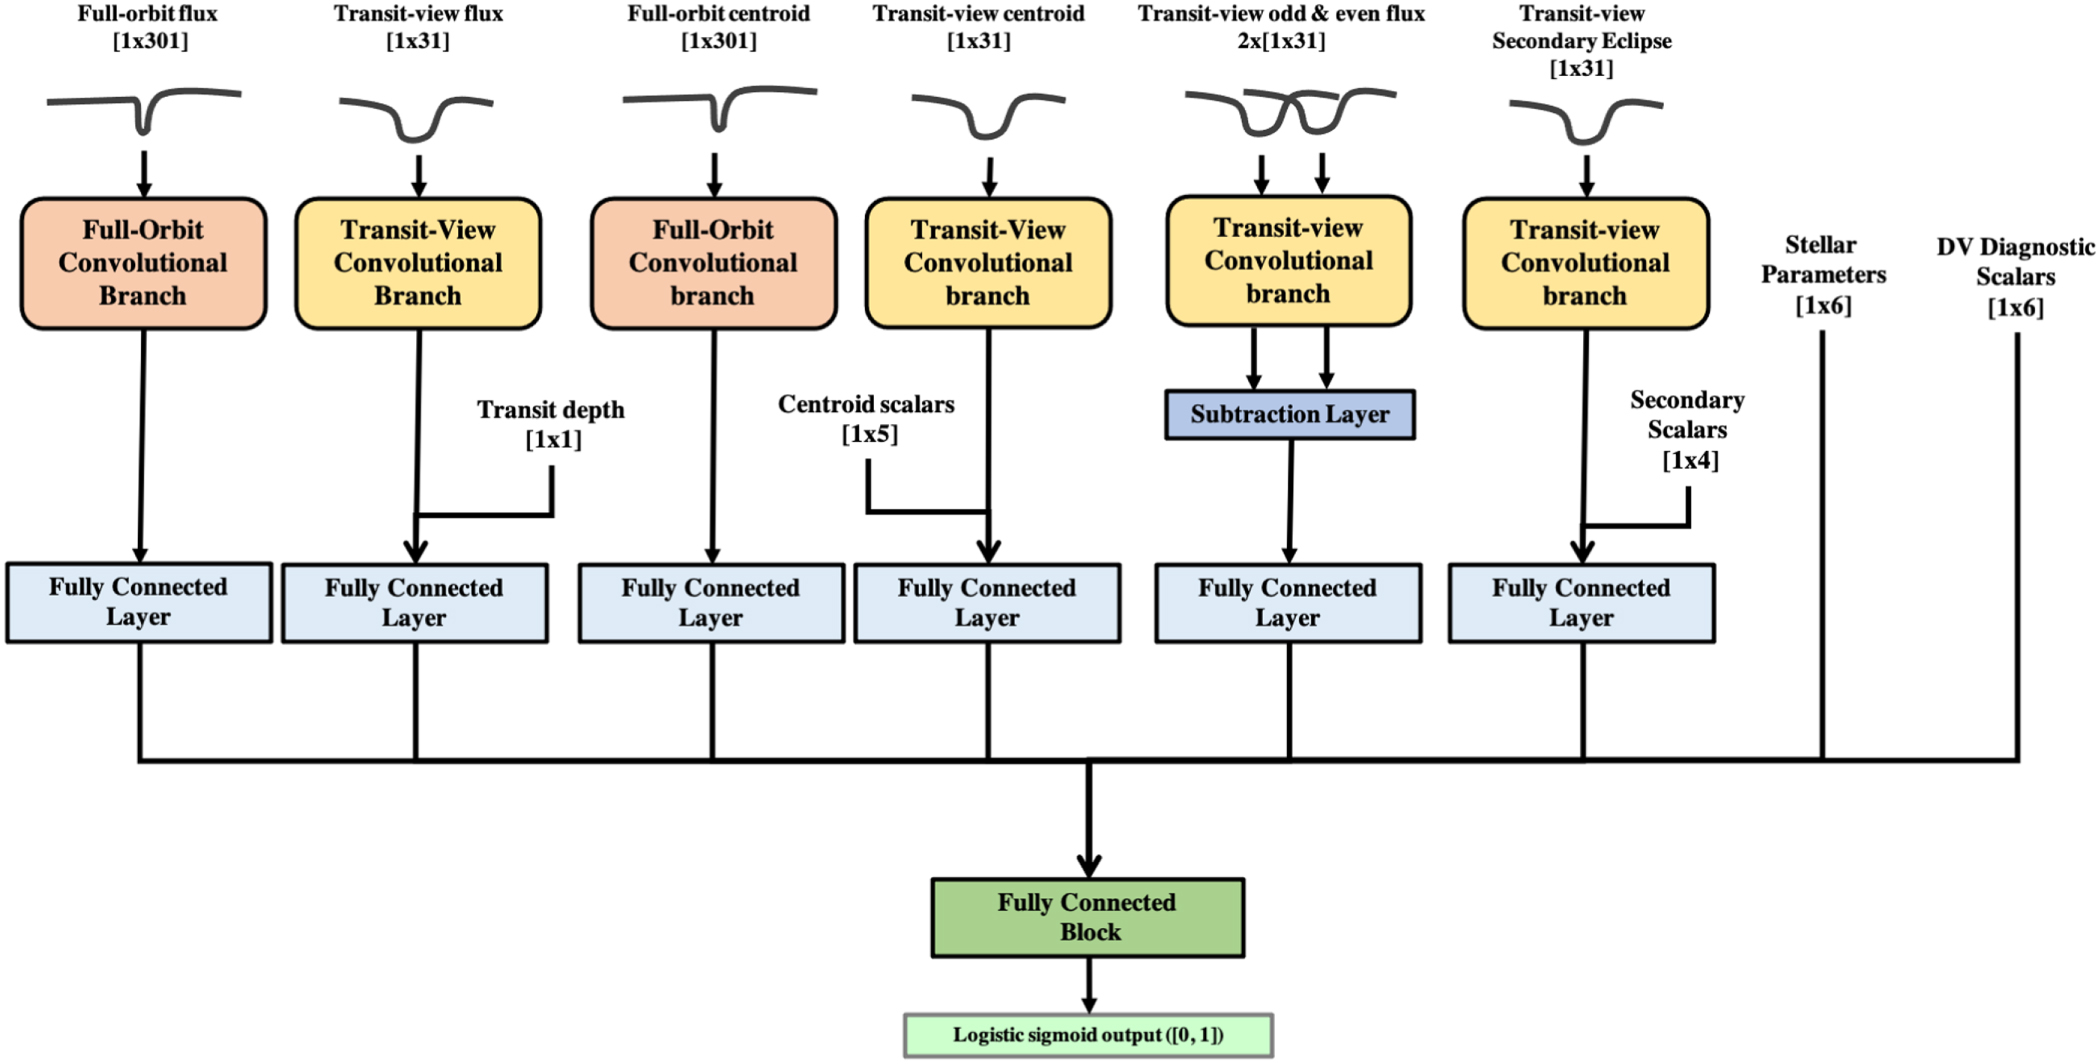 Full-orbit flux
[1x301]
Transit-view flux
[1x31]
Full-orbit centroid
[1x301]
Transit-view centroid
[1x31]
Transit-view odd & even flux
2x[1x31]
Transit-view
Secondary Eclipse
[1x31]
Full-Orbit
Convolutional
Branch
Transit-View
Convolutional
Branch
Full-Orbit
Convolutional
branch
Transit-View
Convolutional
branch
Transit-view
Convolutional
branch
Transit-view
Convolutional
branch
Stellar
Parameters
[1x6]
DV Diagnostic
Scalars
[1x6]
Transit depth
[1x1]
Centroid scalars
[1x5]
Subtraction Layer
Secondary
Scalars
[1x4]
Fully Connected
Layer
Fully Connected
Layer
Fully Connected
Layer
Fully Connected
Layer
Fully Connected
Layer
Fully Connected
Layer
Fully Connected
Block
Logistic sigmoid output ([0, 1])